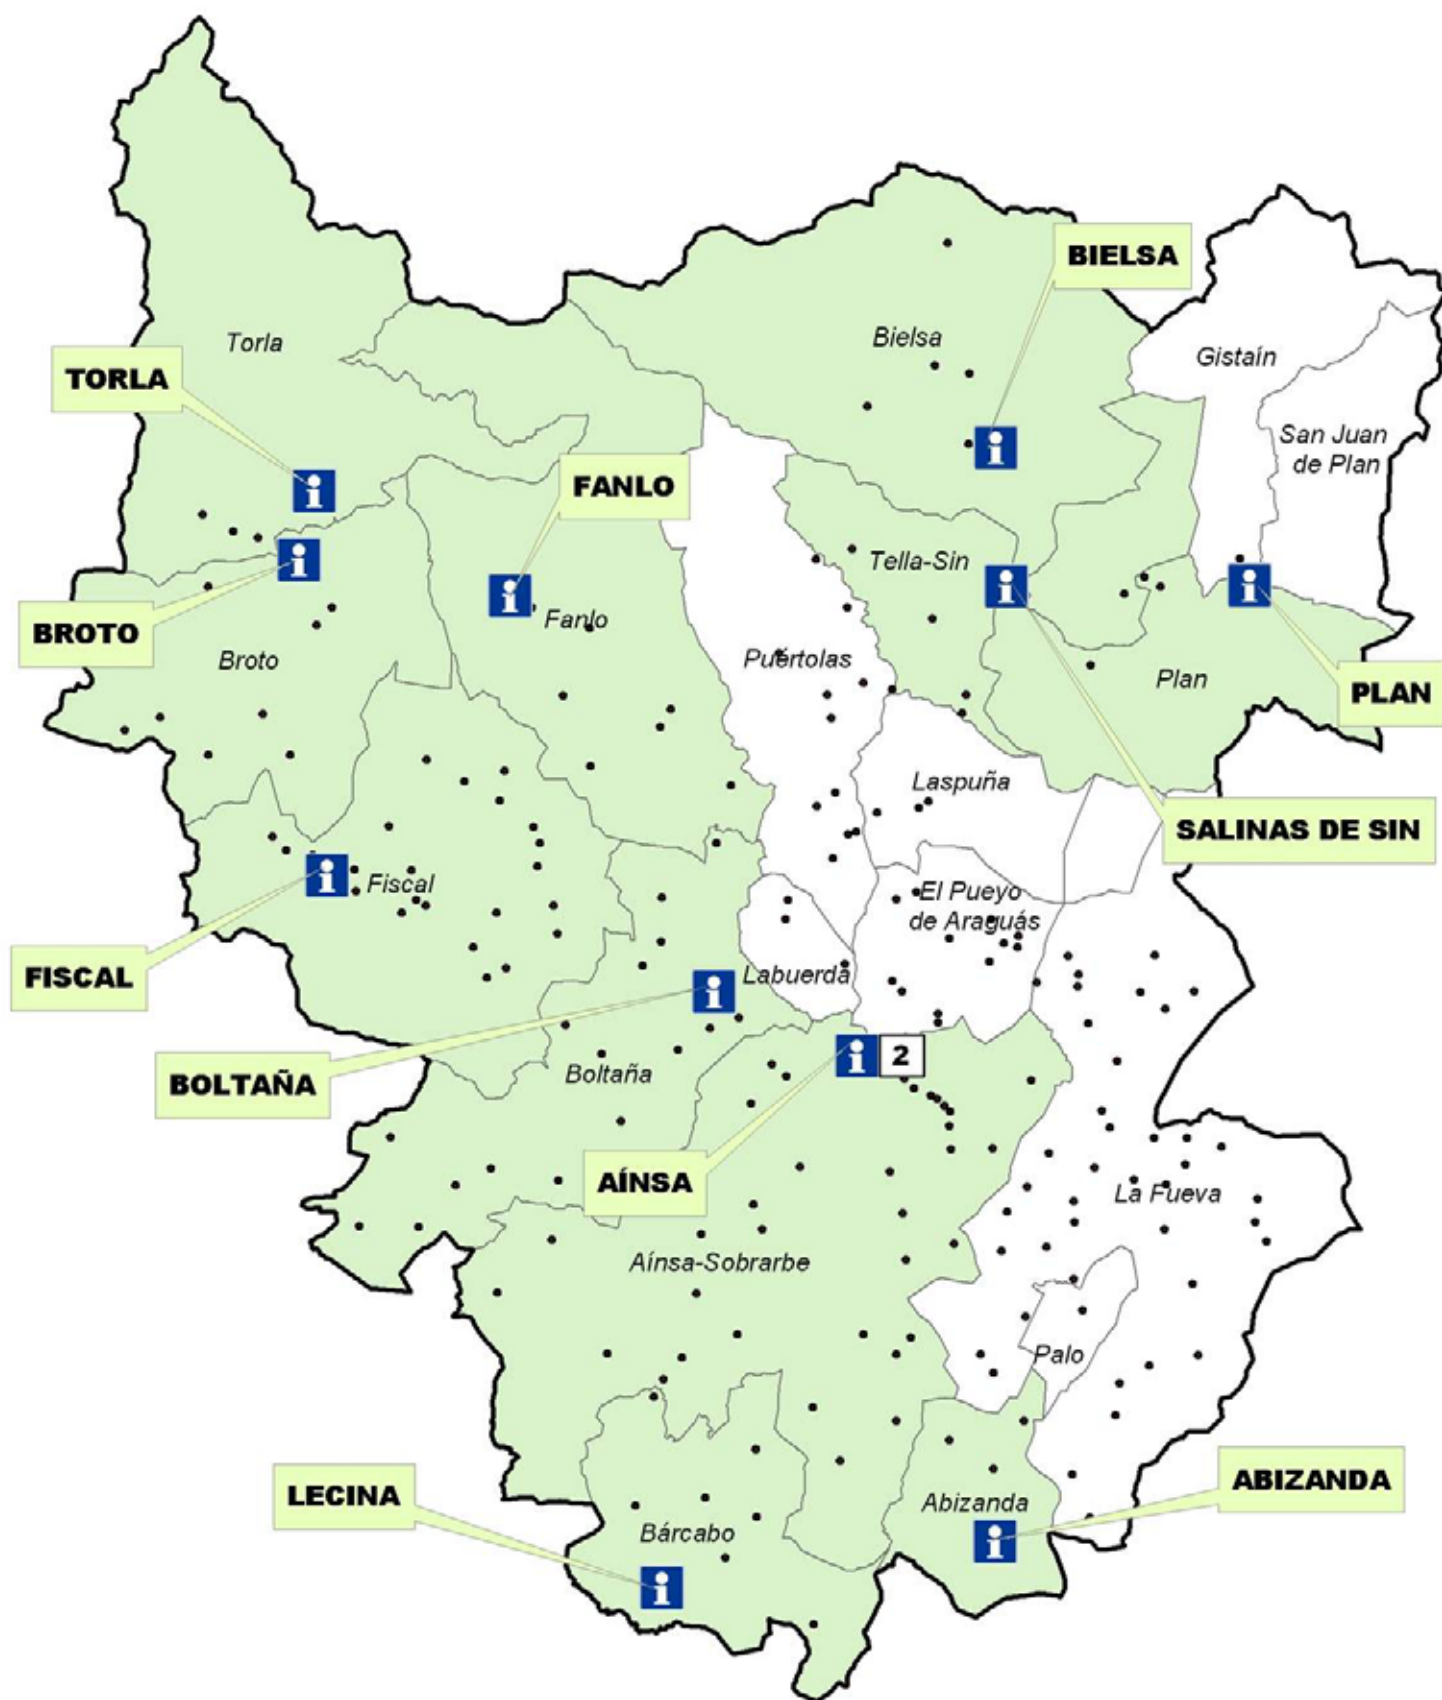 BIELSA
Torla
Bielsa
Gistaín
TORLA
San Juan
de Plan
FANLO
i
i
i
Tella-Sin
i
i
i
BROTO
Fanlo
Broto
Puértolas
Plan
PLAN
Laspuña
SALINAS DE SIN
i
Fiscal
El Pueyo
de Araguás
FISCAL
Labuerda
i
i
2
BOLTAÑA
Boltaña
AÍNSA
La Fueva
Aínsa-Sobrarbe
Palo
LECINA
ABIZANDA
Abizanda
Bárcabo
i
i